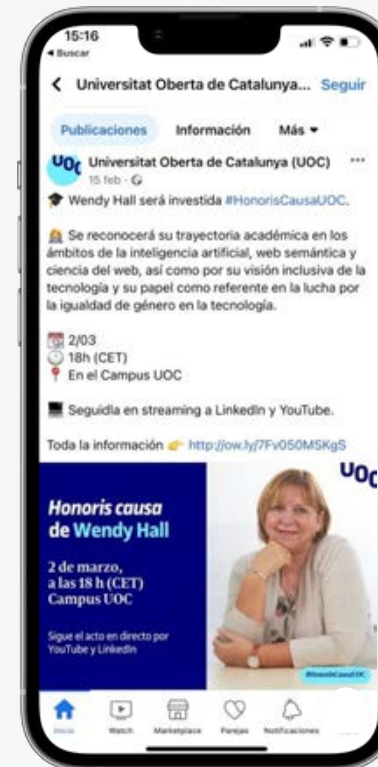 15:16
Buscar
Universitat Oberta de Catalunya... Seguir
Publicaciones Información Más
UOC Universitat Oberta de Catalunya (UOC)
15 feb
Wendy Hall será investida #HonorisCausaUOC.
Se reconocerá su trayectoria académica en los
ámbitos de la inteligencia artificial, web semántica y
ciencia del web, así como por su visión inclusiva de la
tecnología y su papel como referente en la lucha por
la igualdad de género en la tecnología.
2/03
18h (CET)
En el Campus UOC
Seguidla en streaming a LinkedIn y YouTube.
Toda la información http://ow.ly/7Fv050MSKgS
UOC
Honoris causa
de Wendy Hall
2 de marzo,
a las 18 h (CET)
Campus UOC
Sigue el acto en directo por
YouTube y LinkedIn
#HonorisCausaUOC
Inicio Watch Marketplace Parejas Notificaciones